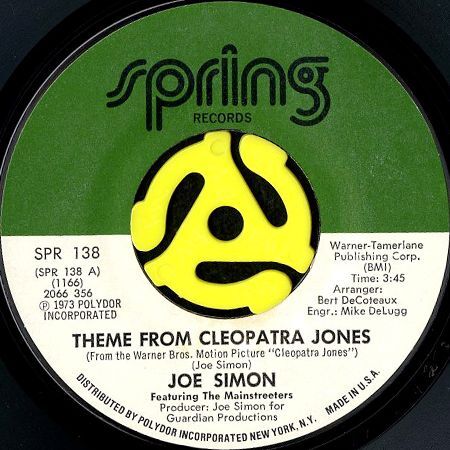 spring
RECORDS
SPR 138
(SPR 138 A)
(1166)
2066 356
Ⓟ 1973 POLYDOR
INCORPORATED
Warner-Tamerlane
Publishing Corp.
(BMI)
Time: 3:45
Arranger:
Bert DeCoteaux
Engr.: Mike DeLugg
THEME FROM CLEOPATRA JONES
(From the Warner Bros. Motion Picture "Cleopatra Jones")
(Joe Simon)
JOE SIMON
Featuring The Mainstreeters
Producer: Joe Simon for
Guardian Productions
DISTRIBUTED BY POLYDOR INCORPORATED NEW YORK, N.Y. MADE IN U.S.A.